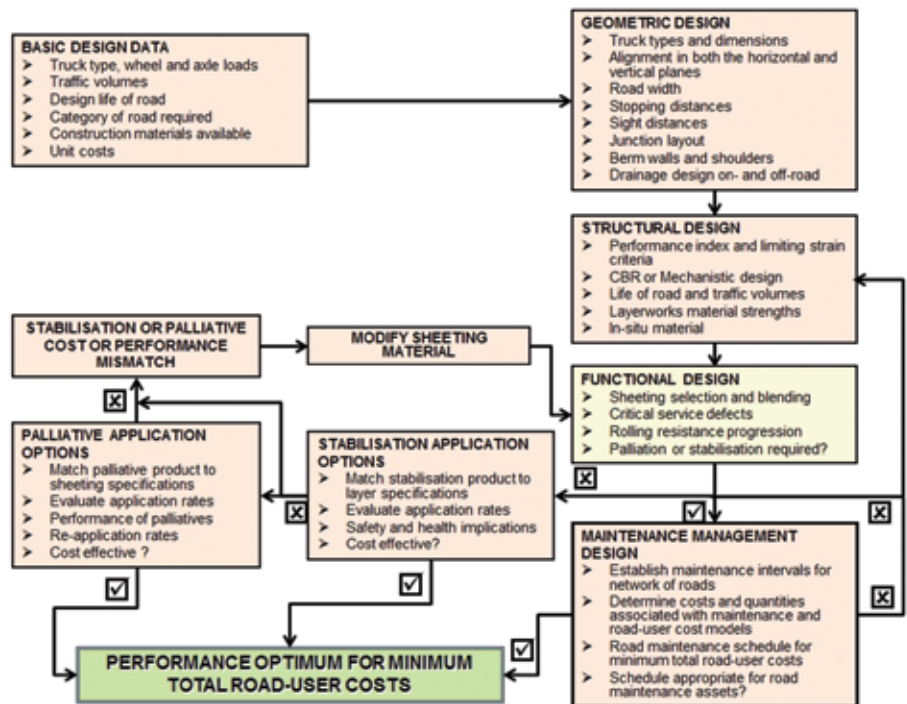 BASIC DESIGN DATA
➤ Truck type, wheel and axle loads
➤ Traffic volumes
➤ Design life of road
➤ Category of road required
➤ Construction materials available
➤ Unit costs
GEOMETRIC DESIGN
➤ Truck types and dimensions
➤ Alignment in both the horizontal and
vertical planes
➤ Road width
➤ Stopping distances
➤ Sight distances
➤ Junction layout
➤ Berm walls and shoulders
➤ Drainage design on- and off-road
STRUCTURAL DESIGN
➤ Performance index and limiting strain
criteria
➤ CBR or Mechanistic design
➤ Life of road and traffic volumes
➤ Layerworks material strengths
➤ In-situ material
STABILISATION OR PALLIATIVE
COST OR PERFORMANCE
MISMATCH
MODIFY SHEETING
MATERIAL
FUNCTIONAL DESIGN
➤ Sheeting selection and blending
➤ Critical service defects
➤ Rolling resistance progression
➤ Palliation or stabilisation required?
PALLIATIVE APPLICATION
OPTIONS
➤ Match palliative product to
sheeting specifications
➤ Evaluate application rates
➤ Performance of palliatives
➤ Re-application rates
➤ Cost effective ?
STABILISATION APPLICATION
OPTIONS
➤ Match stabilisation product to
layer specifications
➤ Evaluate application rates
➤ Safety and health implications
➤ Cost effective?
MAINTENANCE MANAGEMENT
DESIGN
➤ Establish maintenance intervals for
network of roads
➤ Determine costs and quantities
associated with maintenance and
road-user cost models
➤ Road maintenance schedule for
minimum total road-user costs
➤ Schedule appropriate for road
maintenance assets?
PERFORMANCE OPTIMUM FOR MINIMUM
TOTAL ROAD-USER COSTS